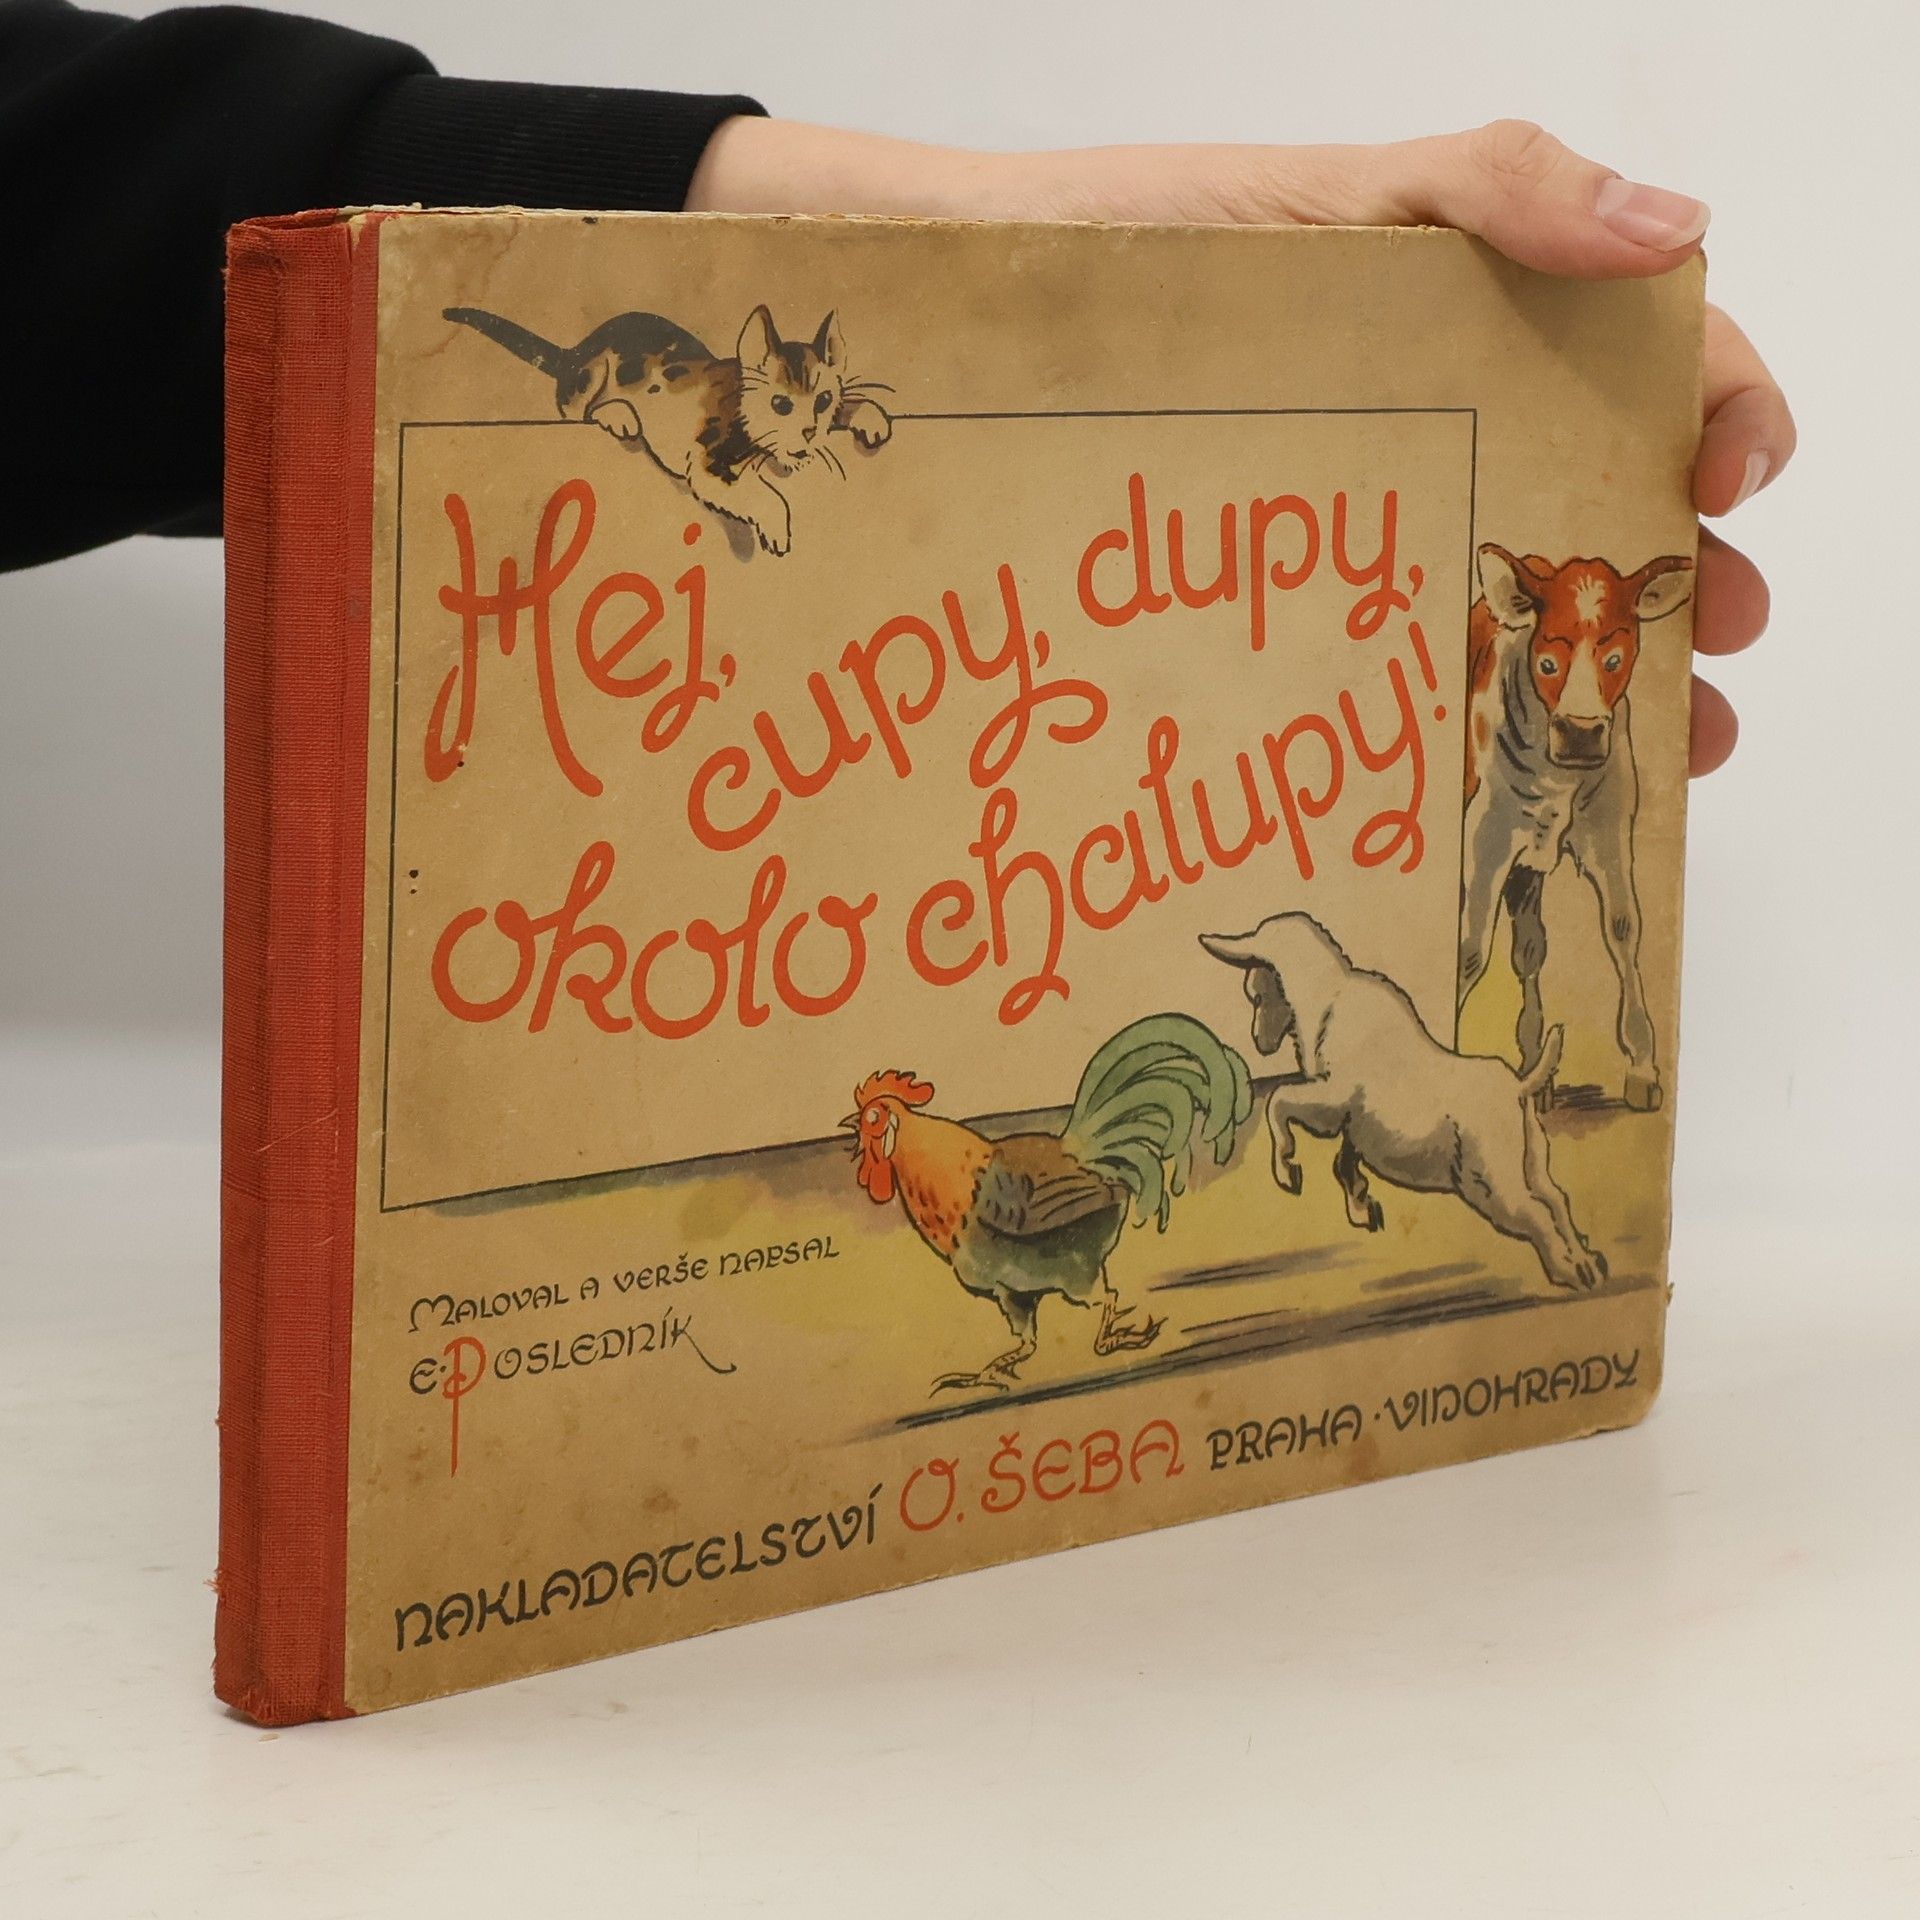 Hej,
cupy, dupy,
okolo chalupy!
MALOVAL A VERŠE NAPSAL
E. POSLEDNÍK
NAKLADATELSTVÍ O. ŠEBA PRAHA · VINOHRADY